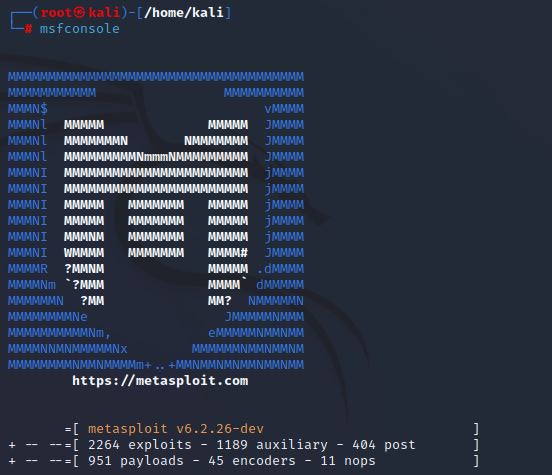 ┌──(root㉿kali)-[/home/kali]
└─# msfconsole
MMMMMMMMMMMMMMMMMMMMMMMMMMMMMMMMMMMMM
MMMMMMMMMMM                MMMMMMMMMM
MMMN$                           vMMMM
MMMNl  MMMMM             MMMMM  JMMMM
MMMNl  MMMMMMMN       NMMMMMMM  JMMMM
MMMNl  MMMMMMMMMNmmmNMMMMMMMMM  JMMMM
MMMNI  MMMMMMMMMMMMMMMMMMMMMMM  jMMMM
MMMNI  MMMMMMMMMMMMMMMMMMMMMMM  jMMMM
MMMNI  MMMMM   MMMMMMM   MMMMM  jMMMM
MMMNI  MMMMM   MMMMMMM   MMMMM  jMMMM
MMMNI  MMMNM   MMMMMMM   MMMMM  jMMMM
MMMNI  WMMMM   MMMMMMM   MMMM#  JMMMM
MMMMR  ?MMNM             MMMMM .dMMMM
MMMMNm `?MMM             MMMM` dMMMMM
MMMMMMN  ?MM             MM?  NMMMMMN
MMMMMMMMNe                 JMMMMMNMMM
MMMMMMMMMMNm,            eMMMMMNMMNMM
MMMMNNMNMMMMMNx        MMMMMMNMMNMMNM
MMMMMMMMNMMNMMMMm+..+MMNMMNMNMMNMMNMM
https://metasploit.com
=[ metasploit v6.2.26-dev ]
+ -- --=[ 2264 exploits - 1189 auxiliary - 404 post ]
+ -- --=[ 951 payloads - 45 encoders - 11 nops ]